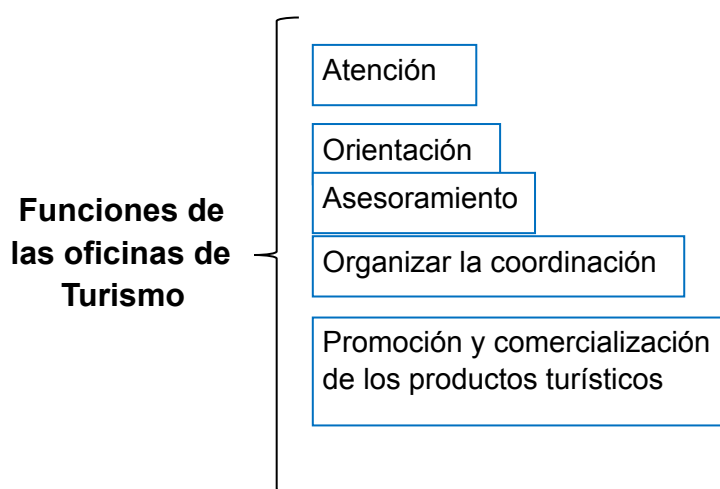 Funciones de
las oficinas de
Turismo
Atención
Orientación
Asesoramiento
Organizar la coordinación
Promoción y comercialización
de los productos turísticos